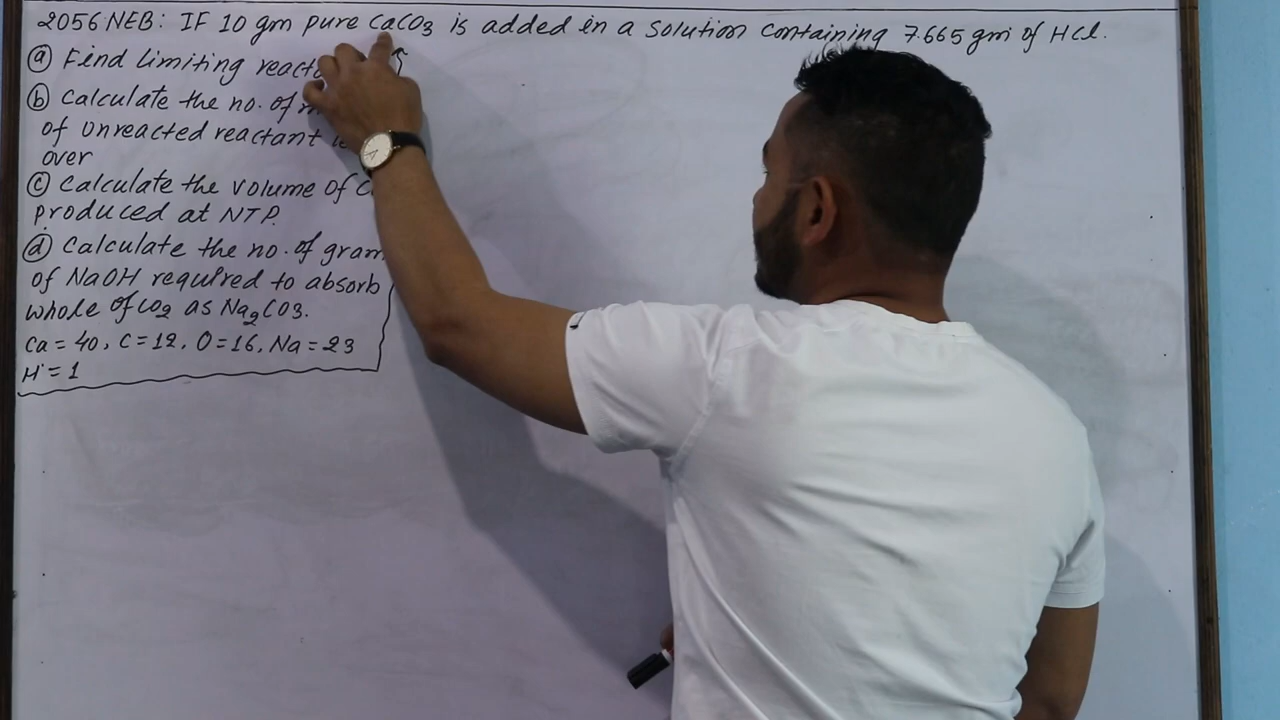 2056 NEB: IF 10 gm pure CaCO3 is added in a solution containing 7.665 gm of HCl.
(a) Find limiting
(b) Calculate the no. of
of unreacted reactant
over
(c) Calculate the volume of
produced at NTP.
(d) Calculate the no. of gram
of NaOH required to absorb
whole of CO2 as Na2CO3.
Ca = 40, C = 12, O = 16, Na = 23
H = 1